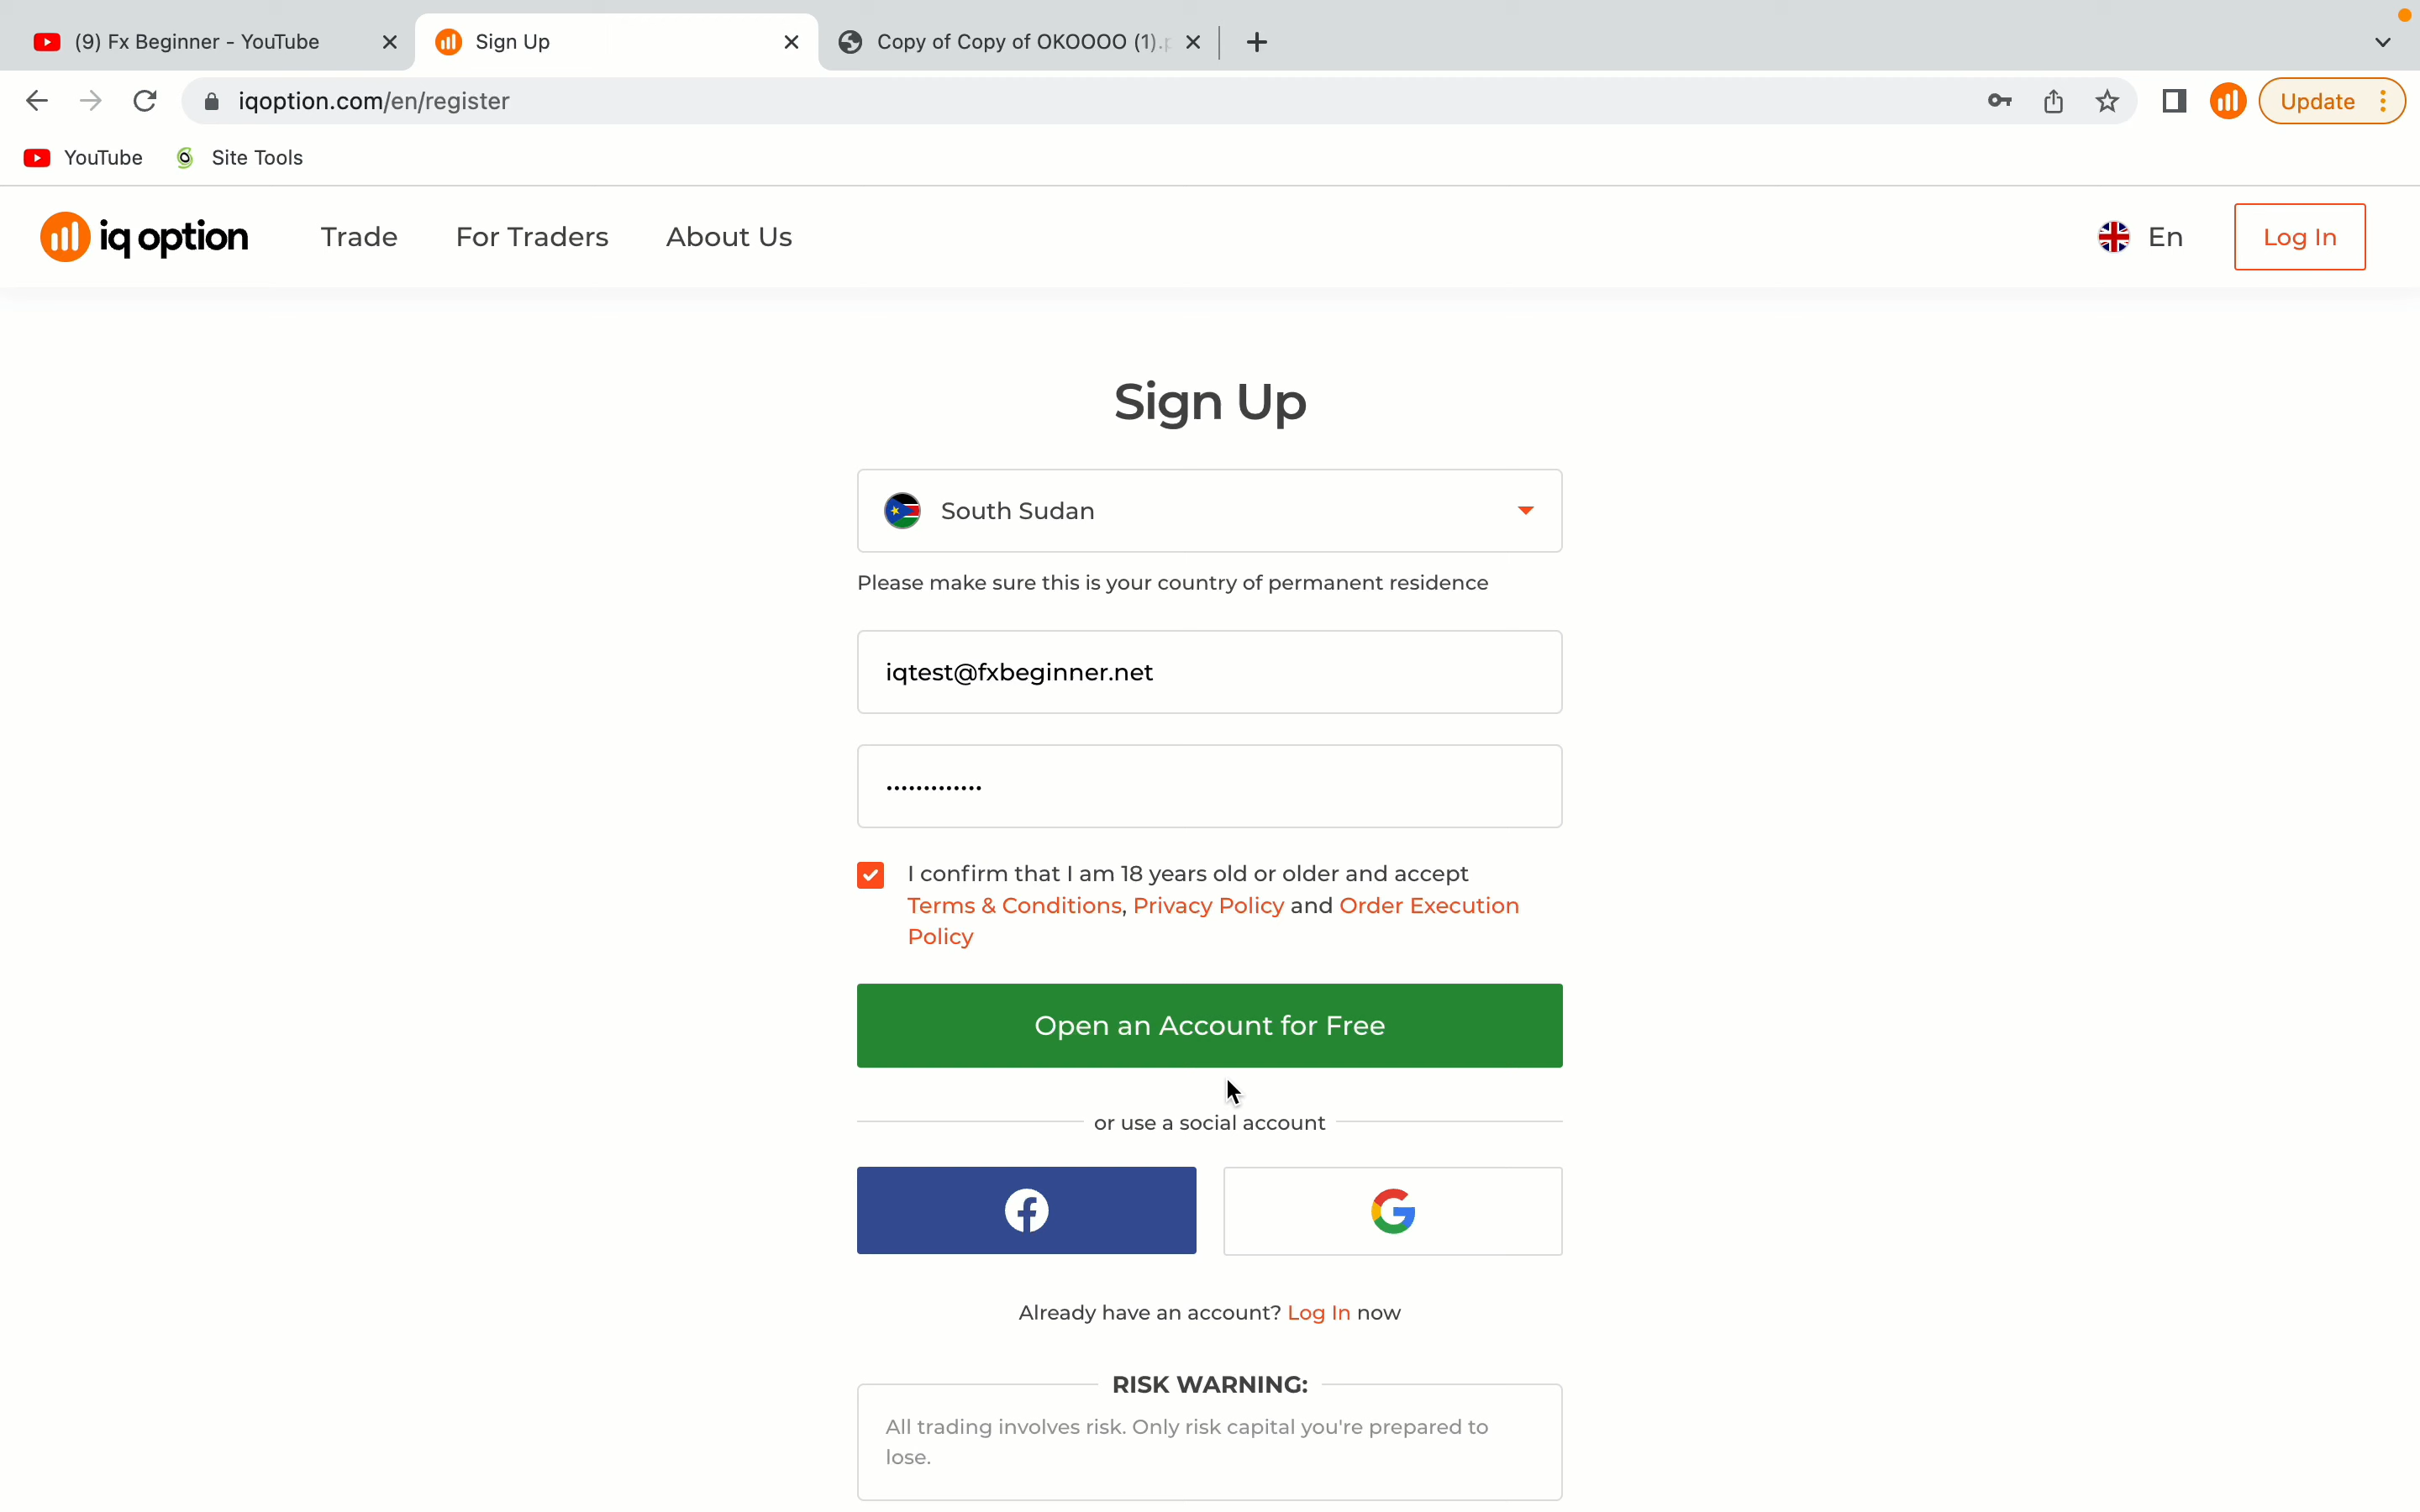 (9) Fx Beginner - YouTube
Sign Up
Copy of Copy of OKOOOO (1).p
iqoption.com/en/register
Update
YouTube
Site Tools
iq option
Trade
For Traders
About Us
En
Log In
Sign Up
South Sudan
Please make sure this is your country of permanent residence
iqtest@fxbeginner.net
•••••••••••••
I confirm that I am 18 years old or older and accept
Terms & Conditions, Privacy Policy and Order Execution
Policy
Open an Account for Free
or use a social account
Already have an account? Log In now
RISK WARNING:
All trading involves risk. Only risk capital you're prepared to
lose.